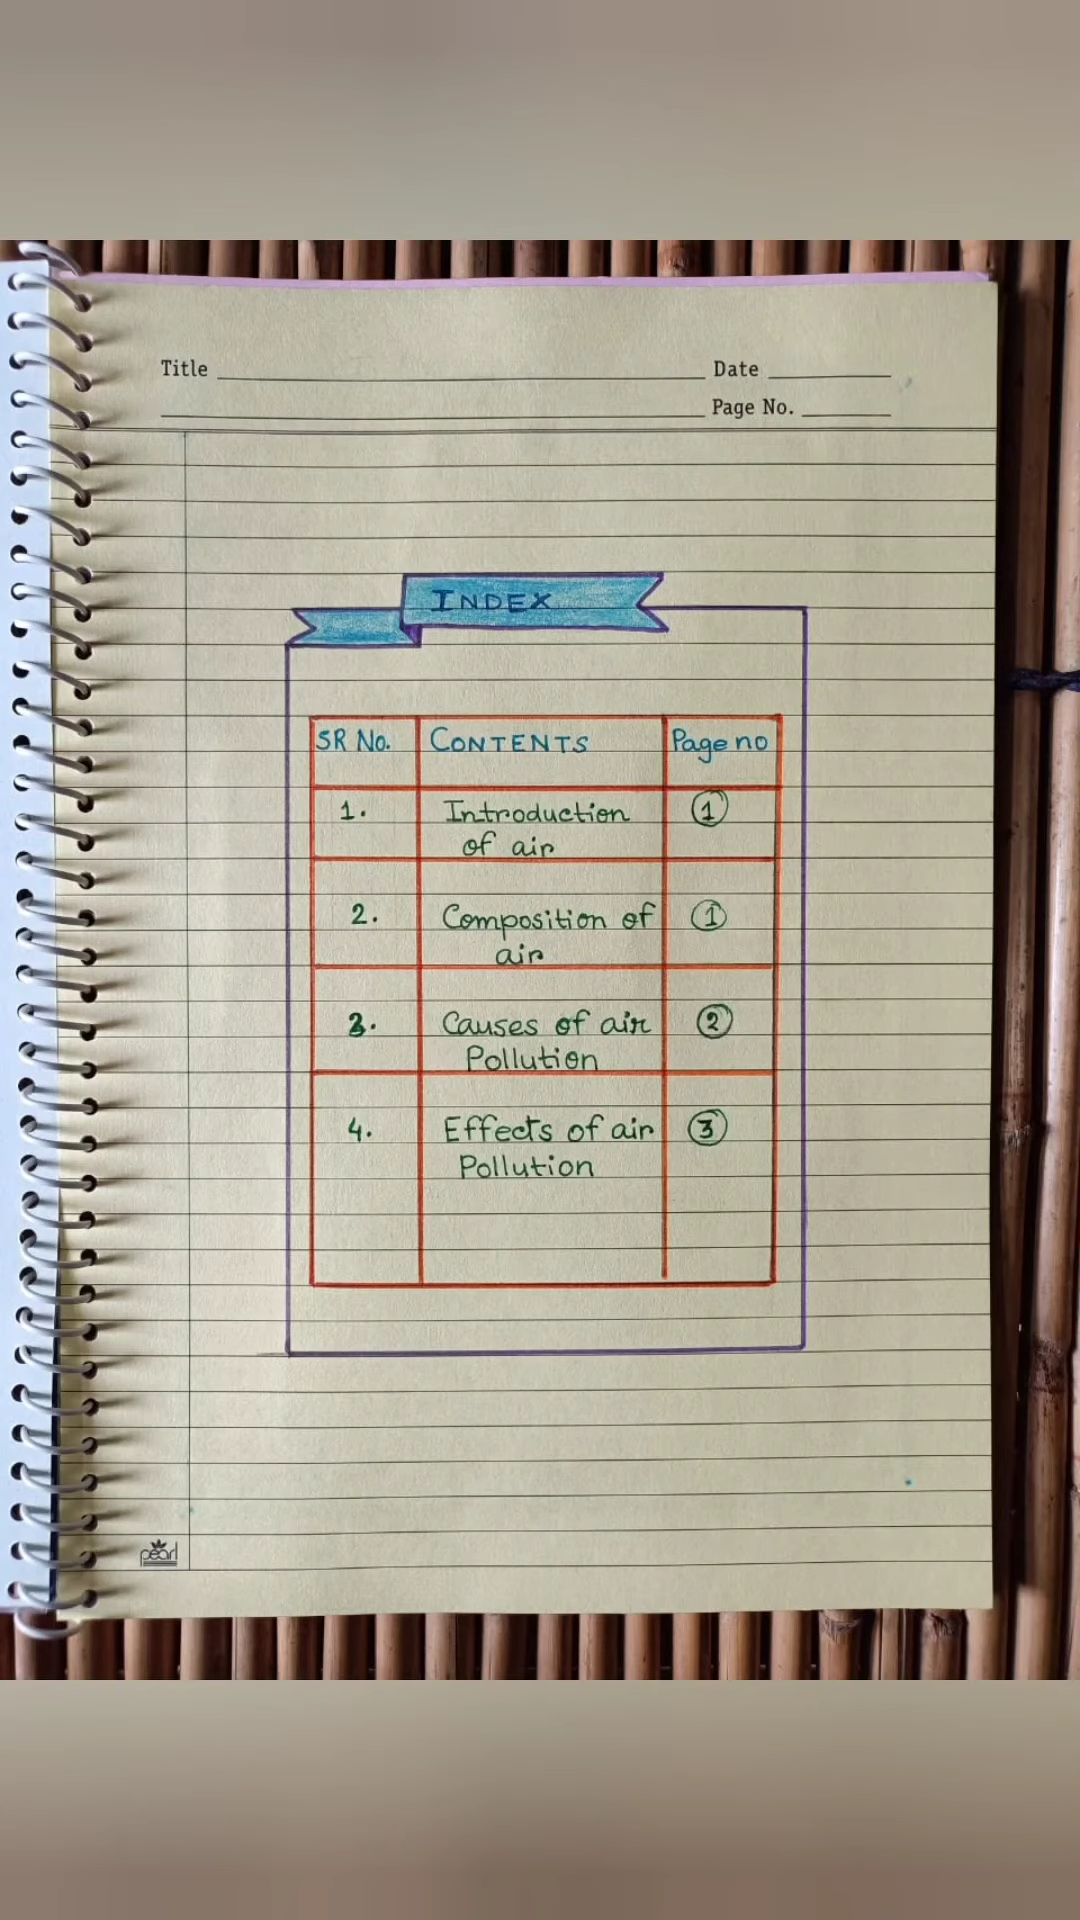 Title Date
Page No.
INDEX
SR No. CONTENTS Page no
1. Introduction 1
of air
2. Composition of 1
air
3. Causes of air 2
Pollution
4. Effects of air 3
Pollution
pearl